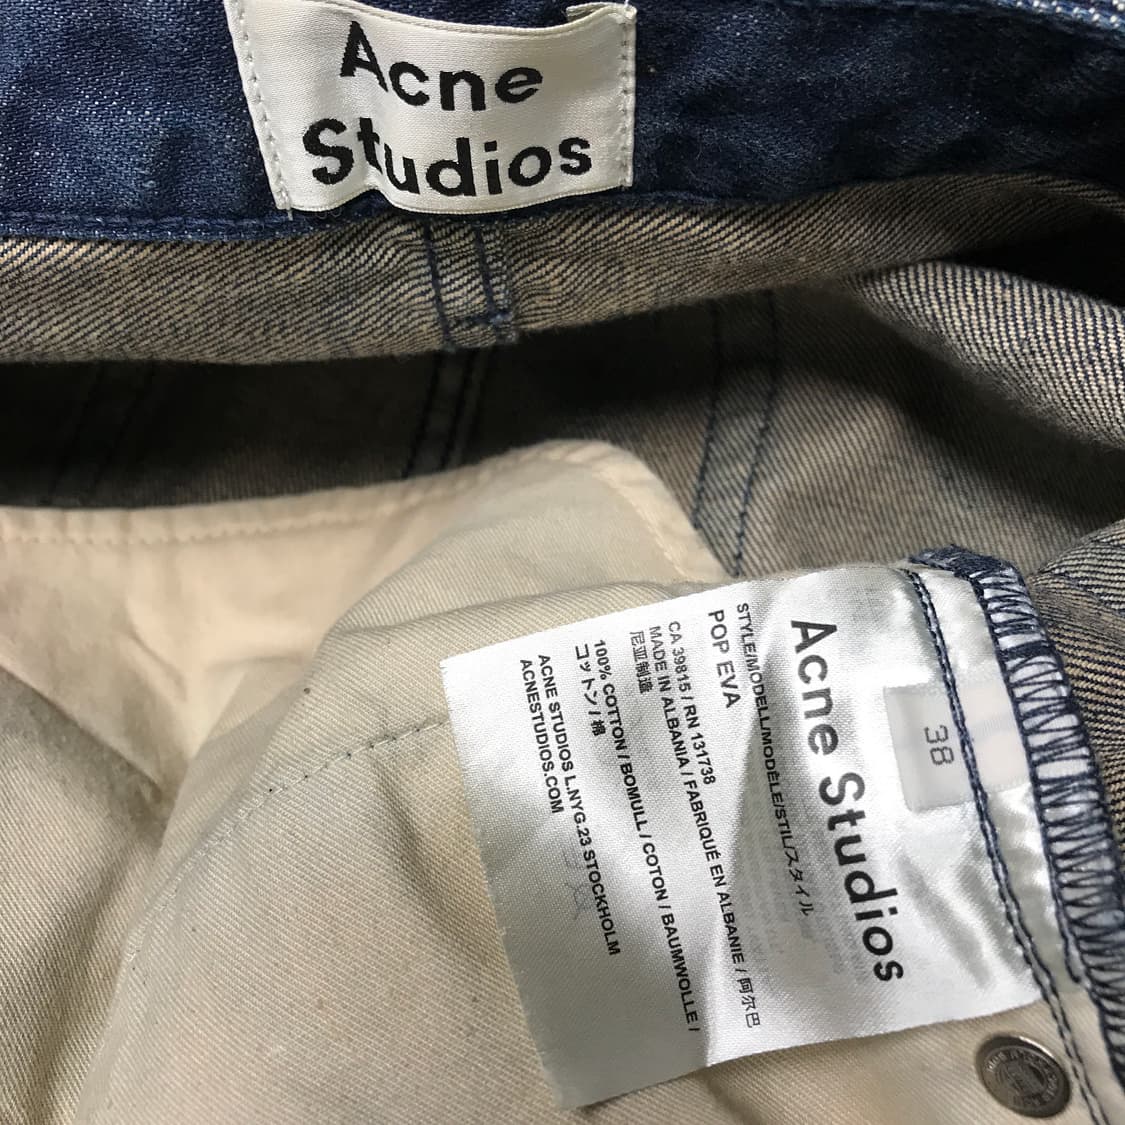 Acne
Studios
38
Acne Studios
STYLE/MODELL/MODÈLE/STIL/スタイル
POP EVA
CA 39815 / RN 131738
MADE IN ALBANIA / FABRIQUÉ EN ALBANIE / 阿尔巴
尼亚制造
100% COTTON / BOMULL / COTON / BAUMWOLLE /
コットン / 棉
ACNE STUDIOS L.NYG.23 STOCKHOLM
ACNESTUDIOS.COM